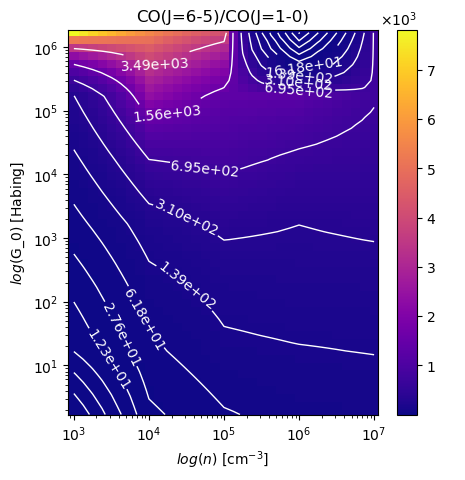 CO(J=6-5)/CO(J=1-0)
×10³
10⁶
10⁵
10⁴
10³
10²
10¹
log(G_0) [Habing]
3.49e+03
1.56e+03
6.95e+02
3.10e+02
1.39e+02
6.18e+01
2.76e+01
1.23e+01
6.18e+01
3.10e+02
6.95e+02
7
6
5
4
3
2
1
10³ 10⁴ 10⁵ 10⁶ 10⁷
log(n) [cm⁻³]